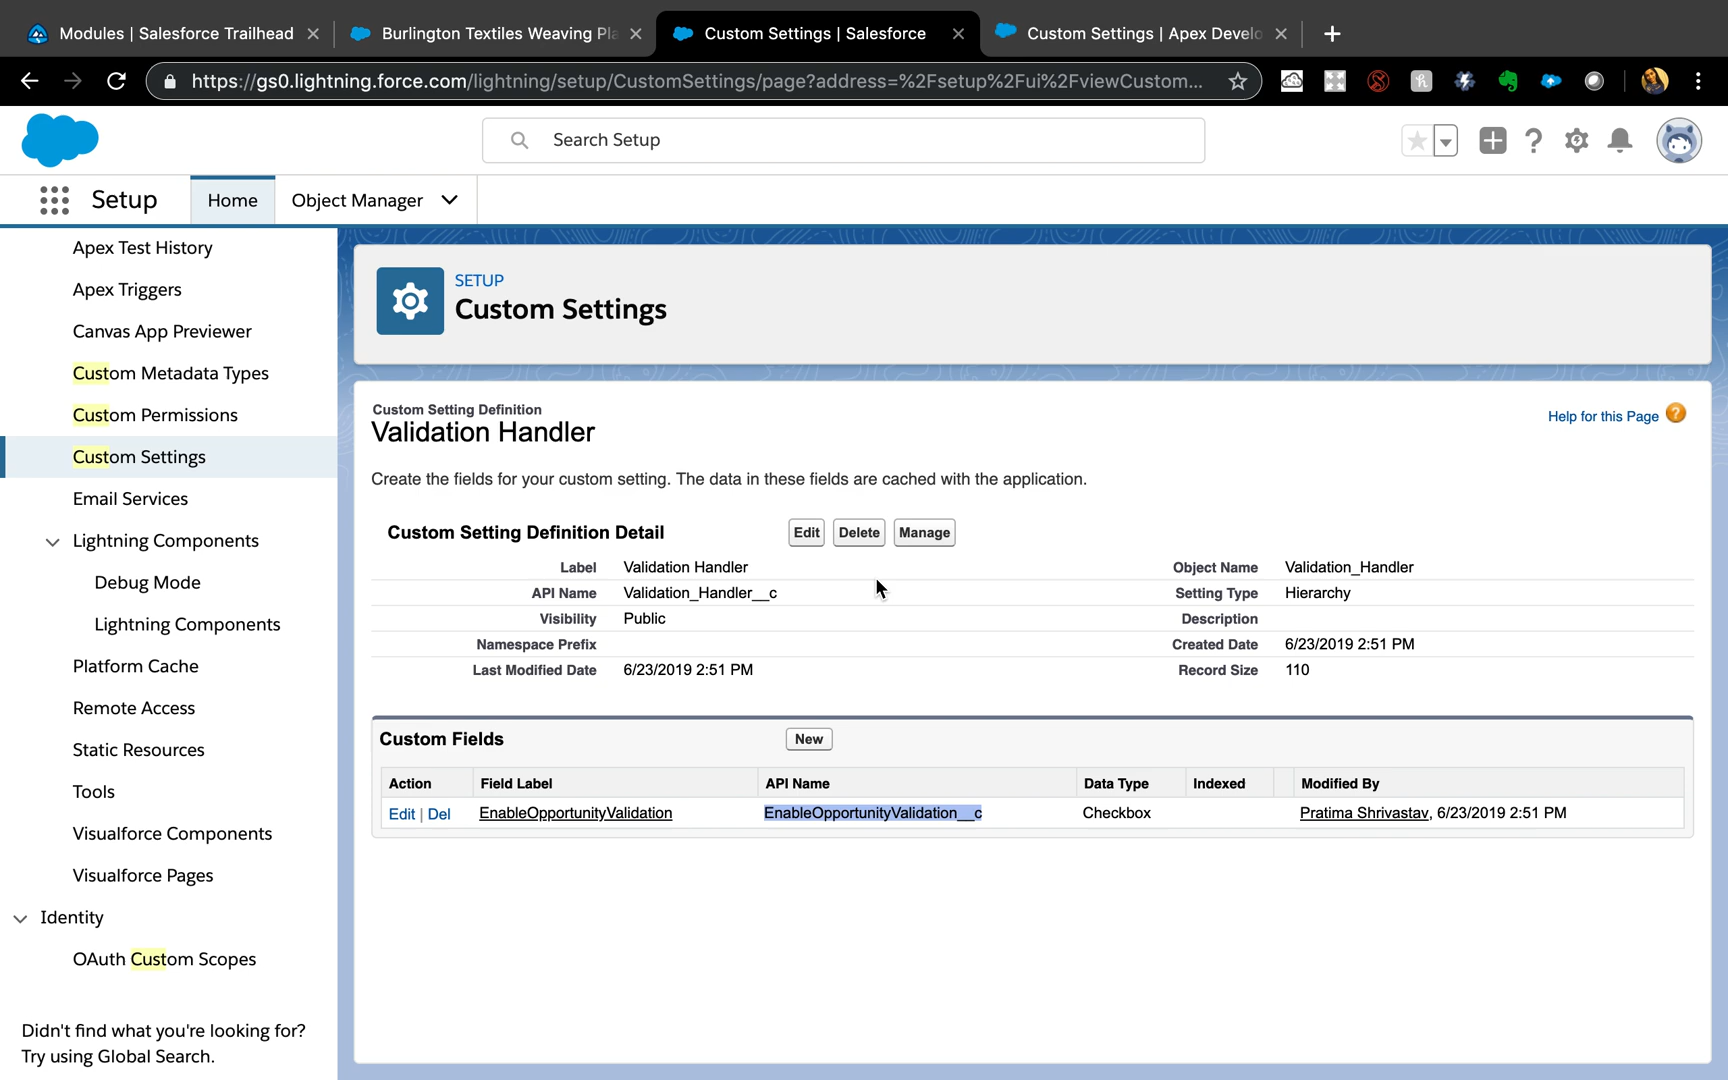 Modules | Salesforce Trailhead
Burlington Textiles Weaving Pla
Custom Settings | Salesforce
Custom Settings | Apex Develo
https://gs0.lightning.force.com/lightning/setup/CustomSettings/page?address=%2Fsetup%2Fui%2FviewCustom...
Search Setup
Setup
Home
Object Manager
Apex Test History
Apex Triggers
Canvas App Previewer
Custom Metadata Types
Custom Permissions
Custom Settings
Email Services
Lightning Components
Debug Mode
Lightning Components
Platform Cache
Remote Access
Static Resources
Tools
Visualforce Components
Visualforce Pages
Identity
OAuth Custom Scopes
Didn't find what you're looking for?
Try using Global Search.
SETUP
Custom Settings
Custom Setting Definition
Validation Handler
Help for this Page ?
Create the fields for your custom setting. The data in these fields are cached with the application.
Custom Setting Definition Detail Edit Delete Manage
Label Validation Handler Object Name Validation_Handler
API Name Validation_Handler__c Setting Type Hierarchy
Visibility Public Description
Namespace Prefix Created Date 6/23/2019 2:51 PM
Last Modified Date 6/23/2019 2:51 PM Record Size 110
Custom Fields New
Action Field Label API Name Data Type Indexed Modified By
Edit | Del EnableOpportunityValidation EnableOpportunityValidation__c Checkbox Pratima Shrivastav, 6/23/2019 2:51 PM